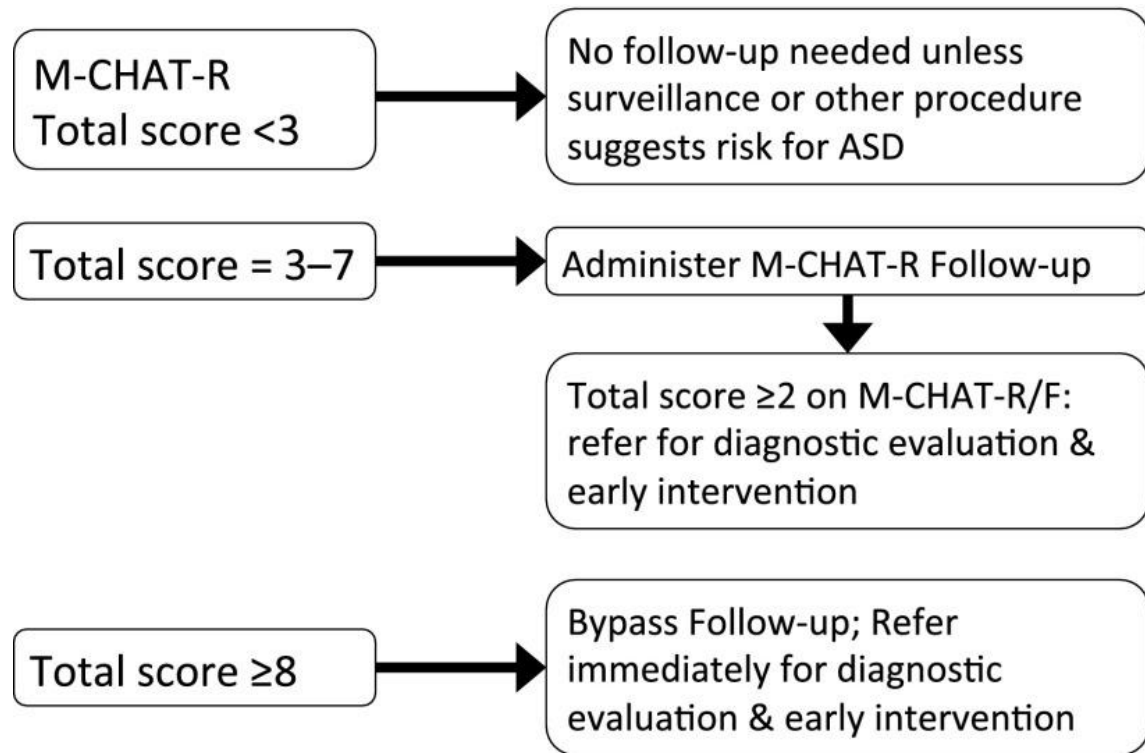 M-CHAT-R
Total score <3
No follow-up needed unless
surveillance or other procedure
suggests risk for ASD
Total score = 3–7
Administer M-CHAT-R Follow-up
Total score ≥2 on M-CHAT-R/F:
refer for diagnostic evaluation &
early intervention
Total score ≥8
Bypass Follow-up; Refer
immediately for diagnostic
evaluation & early intervention